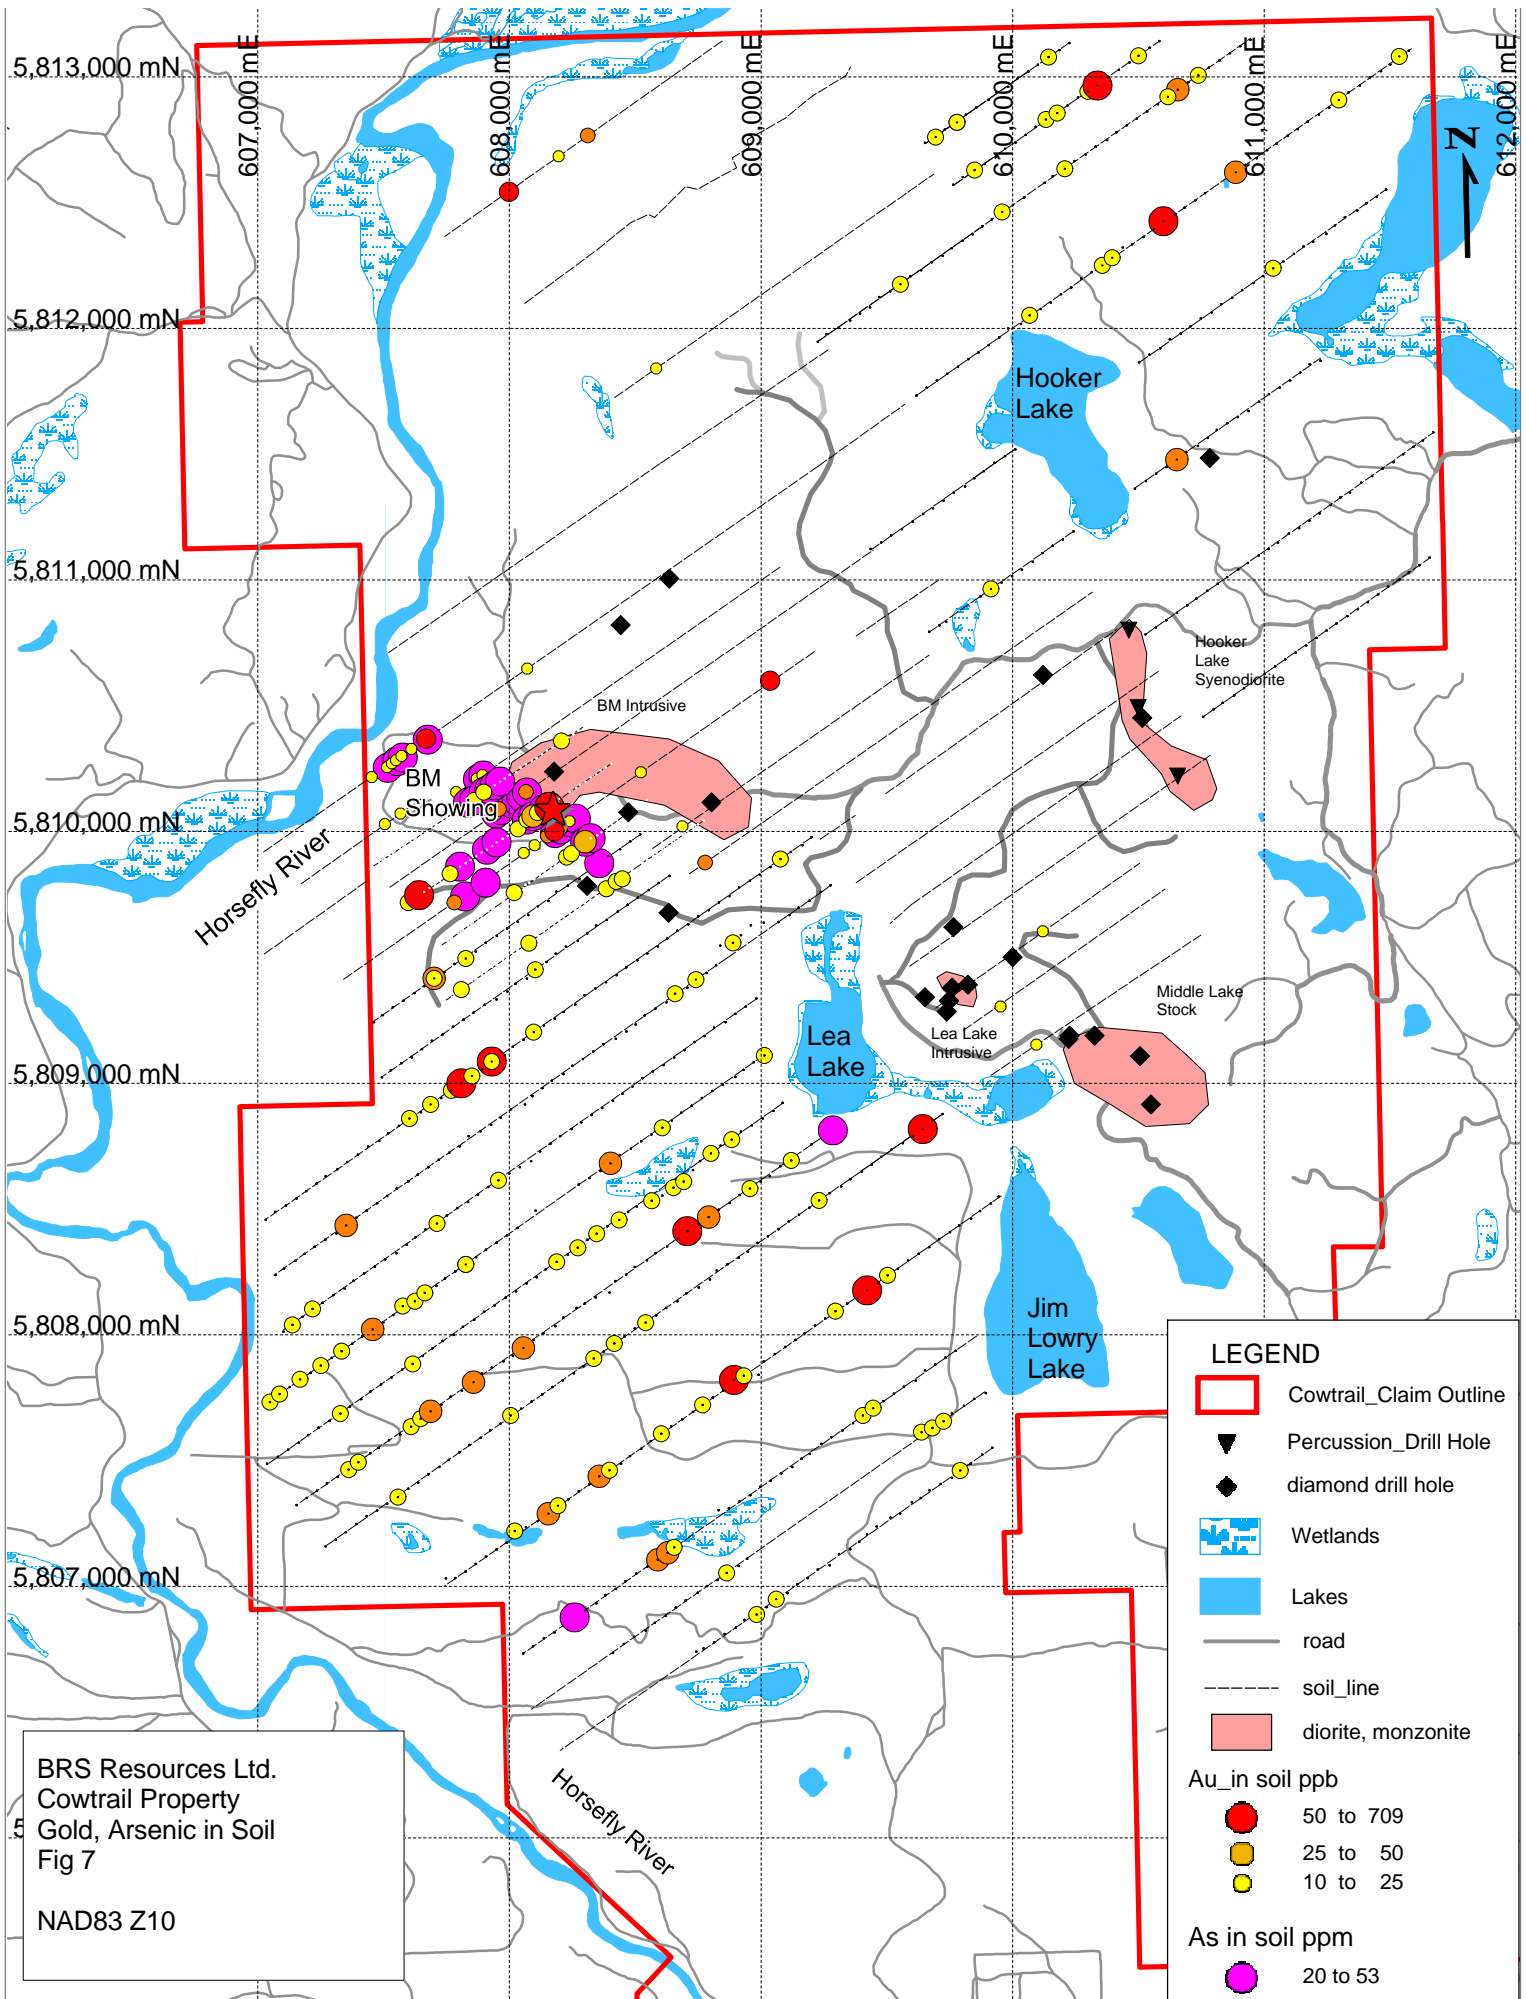 607,000 mE
608,000 mE
609,000 mE
610,000 mE
611,000 mE
612,000 mE
5,813,000 mN
N
5,812,000 mN
Hooker
Lake
5,811,000 mN
Hooker
Lake
Syenodiorite
BM Intrusive
BM
Showing
5,810,000 mN
Horsefly River
Middle Lake
Stock
Lea
Lake
Lea Lake
Intrusive
5,809,000 mN
5,808,000 mN
Jim
Lowry
Lake
5,807,000 mN
Horsefly River
5
BRS Resources Ltd.
Cowtrail Property
Gold, Arsenic in Soil
Fig 7
NAD83 Z10
LEGEND
Cowtrail_Claim Outline
Percussion_Drill Hole
diamond drill hole
Wetlands
Lakes
road
soil_line
diorite, monzonite
Au_in soil ppb
50 to 709
25 to 50
10 to 25
As in soil ppm
20 to 53